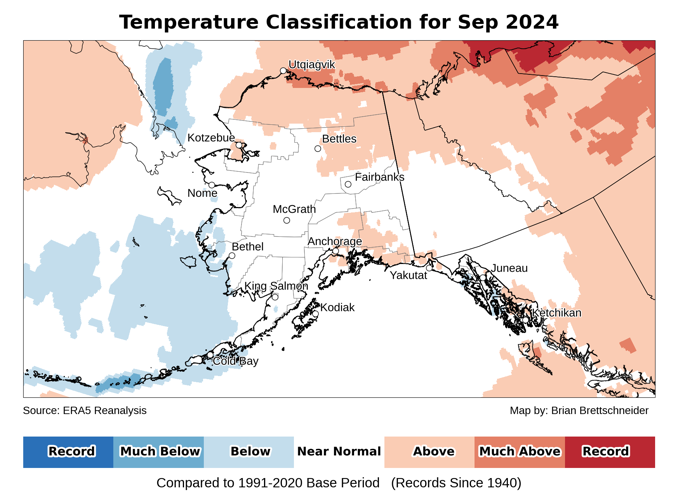 Temperature Classification for Sep 2024
Utqiaġvik
Kotzebue
Bettles
Fairbanks
Nome
McGrath
Anchorage
Bethel
Yakutat
Juneau
King Salmon
Kodiak
Ketchikan
Cold Bay
Source: ERA5 Reanalysis
Map by: Brian Brettschneider
Record Much Below Below Near Normal Above Much Above Record
Compared to 1991-2020 Base Period (Records Since 1940)